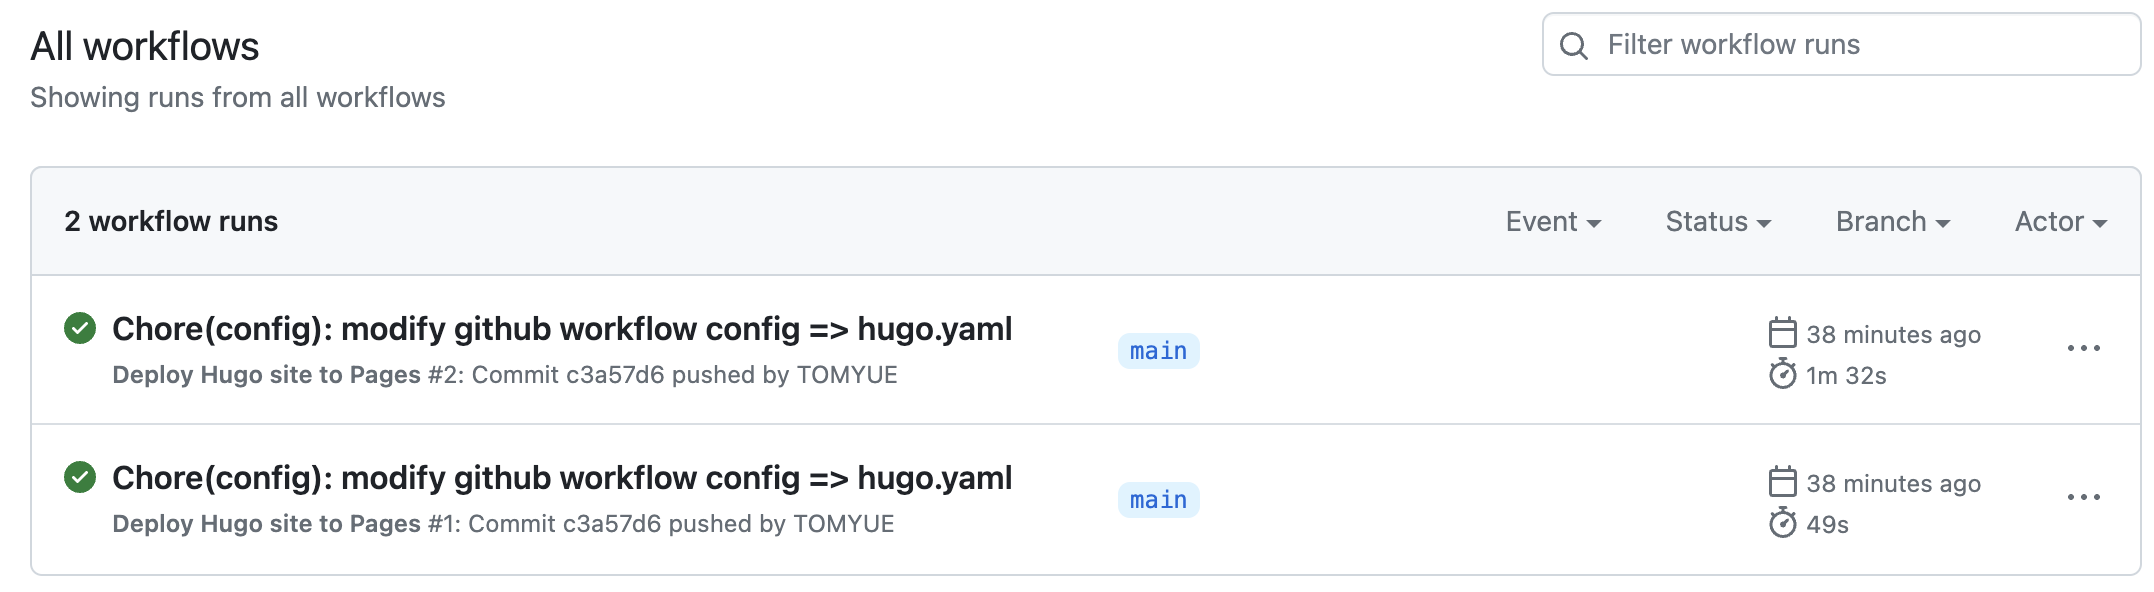 All workflows
Filter workflow runs
Showing runs from all workflows
2 workflow runs
Event
Status
Branch
Actor
Chore(config): modify github workflow config => hugo.yaml
Deploy Hugo site to Pages #2: Commit c3a57d6 pushed by TOMYUE
main
38 minutes ago
1m 32s
Chore(config): modify github workflow config => hugo.yaml
Deploy Hugo site to Pages #1: Commit c3a57d6 pushed by TOMYUE
main
38 minutes ago
49s